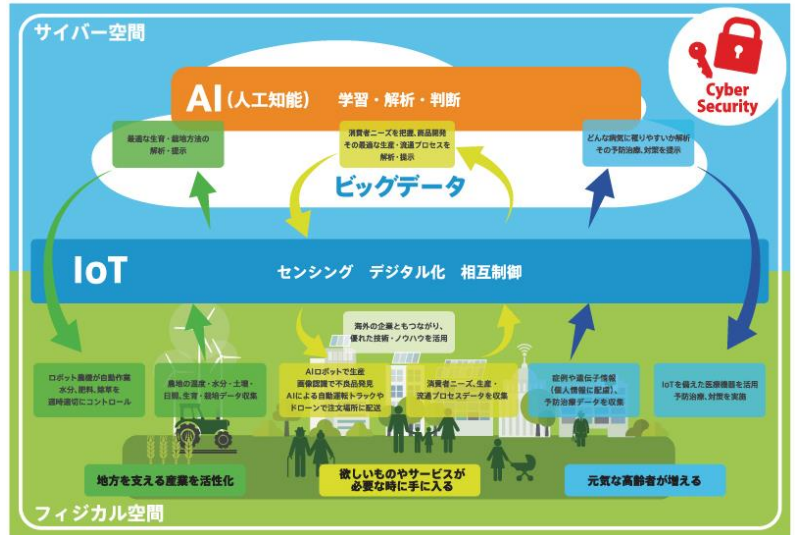 サイバー空間
Cyber
Security
AI(人工知能) 学習・解析・判断
最適な生育・栽培方法の
解析・提示
消費者ニーズを把握、商品開発
その最適な生産・流通プロセスを
解析・提示
どんな病気に罹りやすいか解析
その予防治療、対策を提示
ビッグデータ
IoT センシング デジタル化 相互制御
海外の企業ともつながり、
優れた技術・ノウハウを活用
ロボット農機が自動作業
水分、肥料、除草を
適時適切にコントロール
農地の温度・水分・土壌・
日照、生育・栽培データ収集
AIロボットで生産
画像認識で不良品発見
AIによる自動運転トラックや
ドローンで注文場所に配送
消費者ニーズ、生産・
流通プロセスデータを収集
症例や遺伝子情報
(個人情報に配慮)、
予防治療データを収集
IoTを備えた医療機器を活用
予防治療、対策を実施
地方を支える産業を活性化
欲しいものやサービスが
必要な時に手に入る
元気な高齢者が増える
フィジカル空間